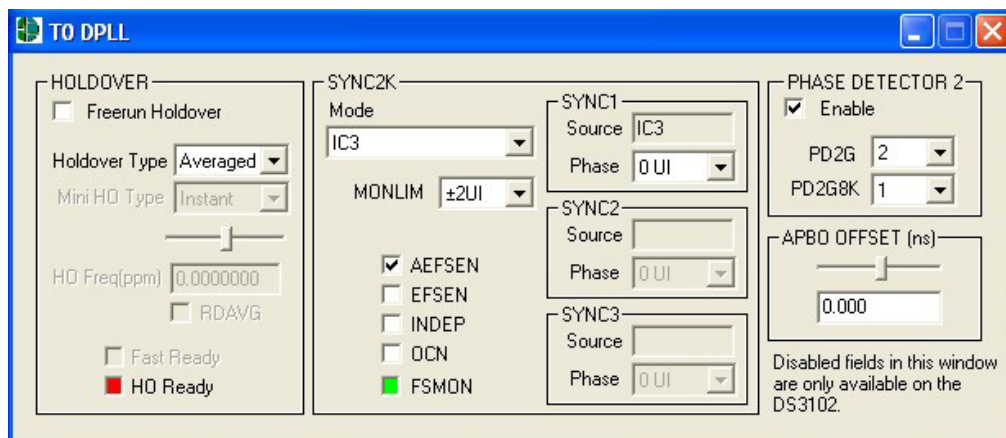 T0 DPLL
HOLDOVER
Freerun Holdover
Holdover Type Averaged
Mini HO Type Instant
HO Freq(ppm) 0.0000000
RDAVG
Fast Ready
HO Ready
SYNC2K
Mode
IC3
MONLIM ±2UI
AEFSEN
EFSEN
INDEP
OCN
FSMON
SYNC1
Source IC3
Phase 0 UI
SYNC2
Source
Phase 0 UI
SYNC3
Source
Phase 0 UI
PHASE DETECTOR 2
Enable
PD2G 2
PD2G8K 1
APBO OFFSET (ns)
0.000
Disabled fields in this window
are only available on the
DS3102.